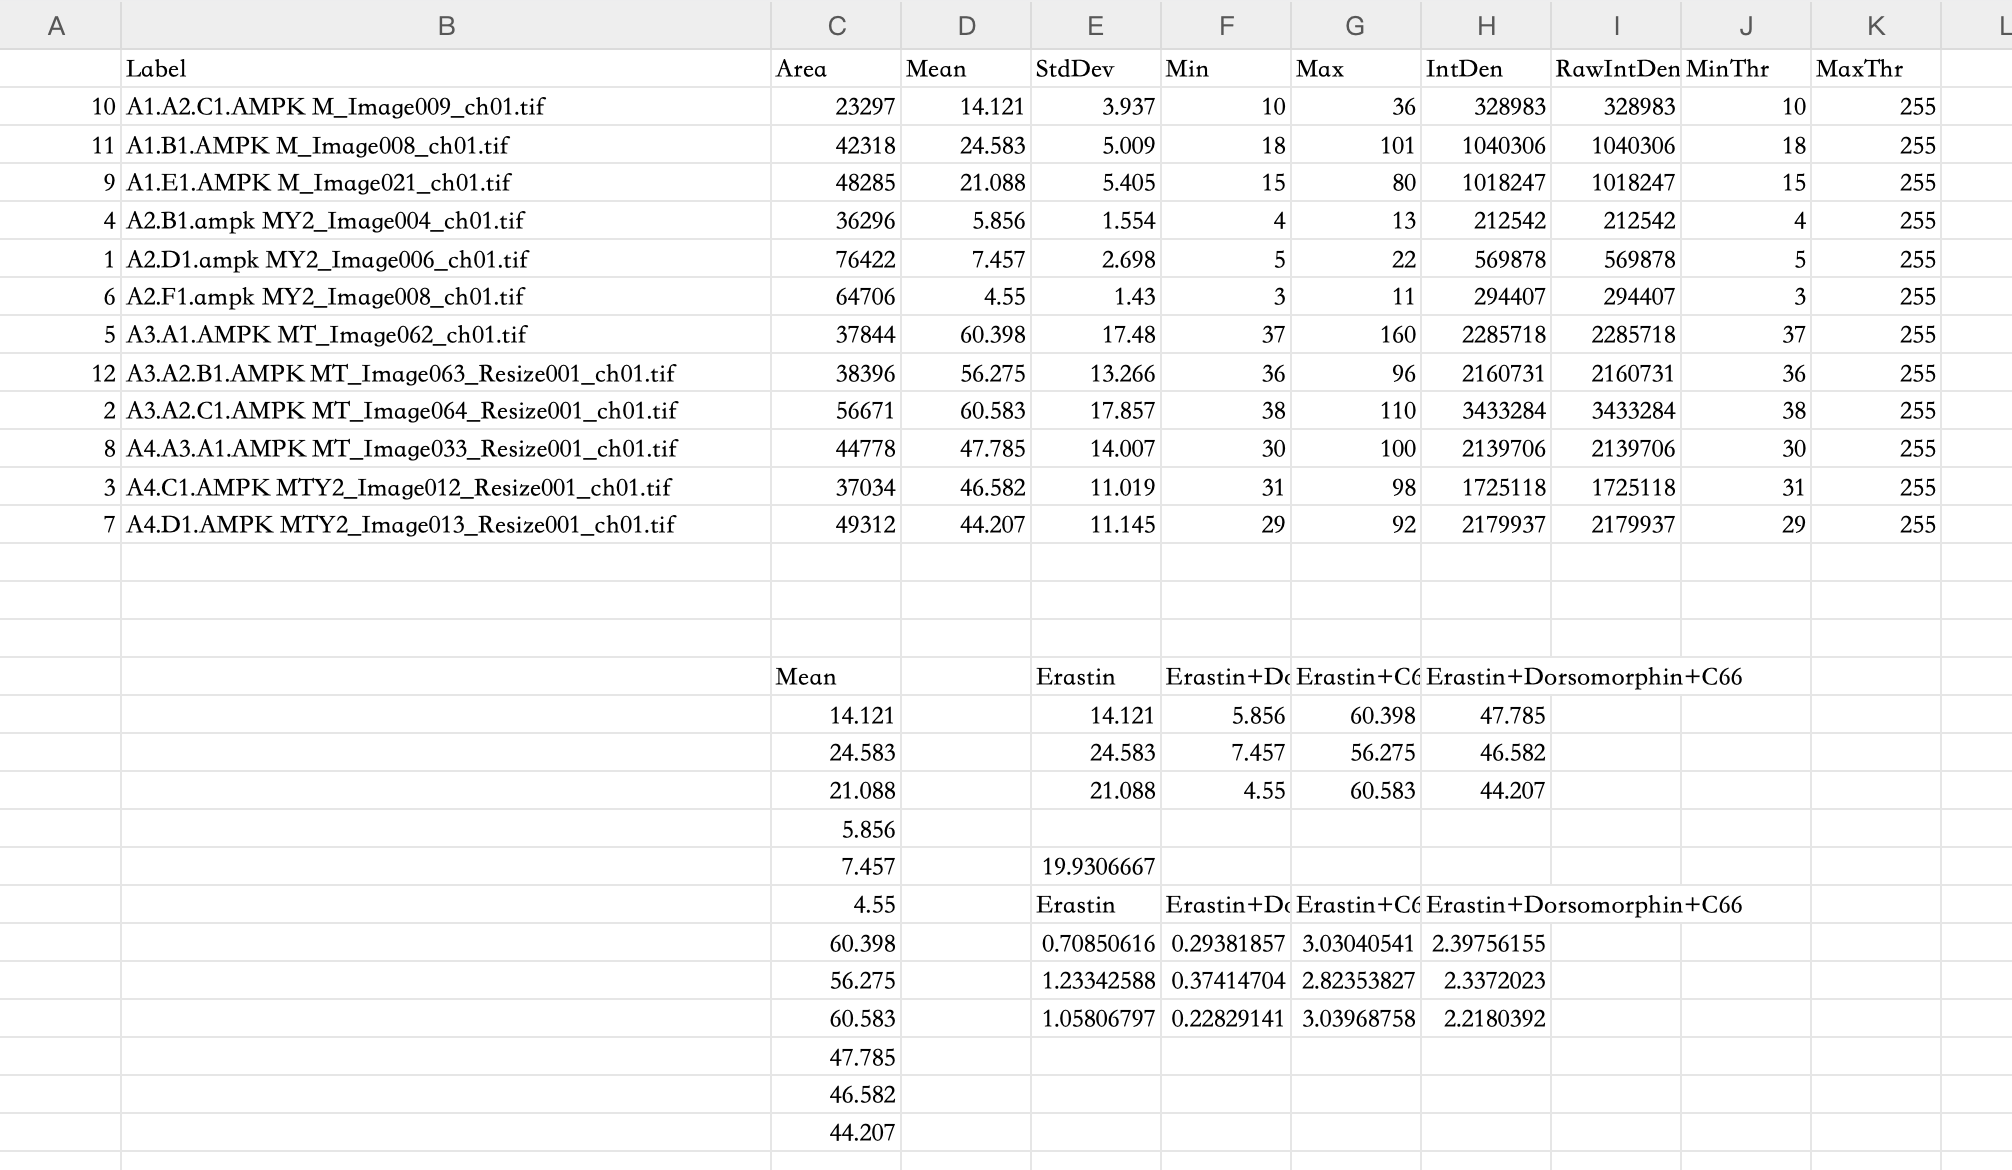 A B C D E F G H I J K L
Label Area Mean StdDev Min Max IntDen RawIntDen MinThr MaxThr
10 A1.A2.C1.AMPK M_Image009_ch01.tif 23297 14.121 3.937 10 36 328983 328983 10 255
11 A1.B1.AMPK M_Image008_ch01.tif 42318 24.583 5.009 18 101 1040306 1040306 18 255
9 A1.E1.AMPK M_Image021_ch01.tif 48285 21.088 5.405 15 80 1018247 1018247 15 255
4 A2.B1.ampk MY2_Image004_ch01.tif 36296 5.856 1.554 4 13 212542 212542 4 255
1 A2.D1.ampk MY2_Image006_ch01.tif 76422 7.457 2.698 5 22 569878 569878 5 255
6 A2.F1.ampk MY2_Image008_ch01.tif 64706 4.55 1.43 3 11 294407 294407 3 255
5 A3.A1.AMPK MT_Image062_ch01.tif 37844 60.398 17.48 37 160 2285718 2285718 37 255
12 A3.A2.B1.AMPK MT_Image063_Resize001_ch01.tif 38396 56.275 13.266 36 96 2160731 2160731 36 255
2 A3.A2.C1.AMPK MT_Image064_Resize001_ch01.tif 56671 60.583 17.857 38 110 3433284 3433284 38 255
8 A4.A3.A1.AMPK MT_Image033_Resize001_ch01.tif 44778 47.785 14.007 30 100 2139706 2139706 30 255
3 A4.C1.AMPK MTY2_Image012_Resize001_ch01.tif 37034 46.582 11.019 31 98 1725118 1725118 31 255
7 A4.D1.AMPK MTY2_Image013_Resize001_ch01.tif 49312 44.207 11.145 29 92 2179937 2179937 29 255
Mean Erastin Erastin+Do Erastin+C6 Erastin+Dorsomorphin+C66
14.121 14.121 5.856 60.398 47.785
24.583 24.583 7.457 56.275 46.582
21.088 21.088 4.55 60.583 44.207
5.856
7.457 19.9306667
4.55 Erastin Erastin+Do Erastin+C6 Erastin+Dorsomorphin+C66
60.398 0.70850616 0.29381857 3.03040541 2.39756155
56.275 1.23342588 0.37414704 2.82353827 2.3372023
60.583 1.05806797 0.22829141 3.03968758 2.2180392
47.785
46.582
44.207